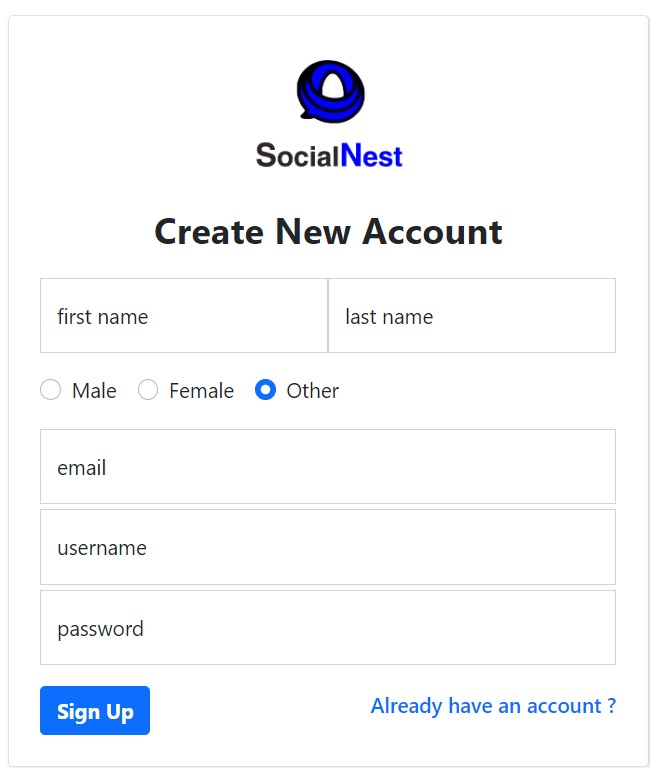 SocialNest
Create New Account
first name last name
Male Female Other
email
username
password
Sign Up Already have an account ?